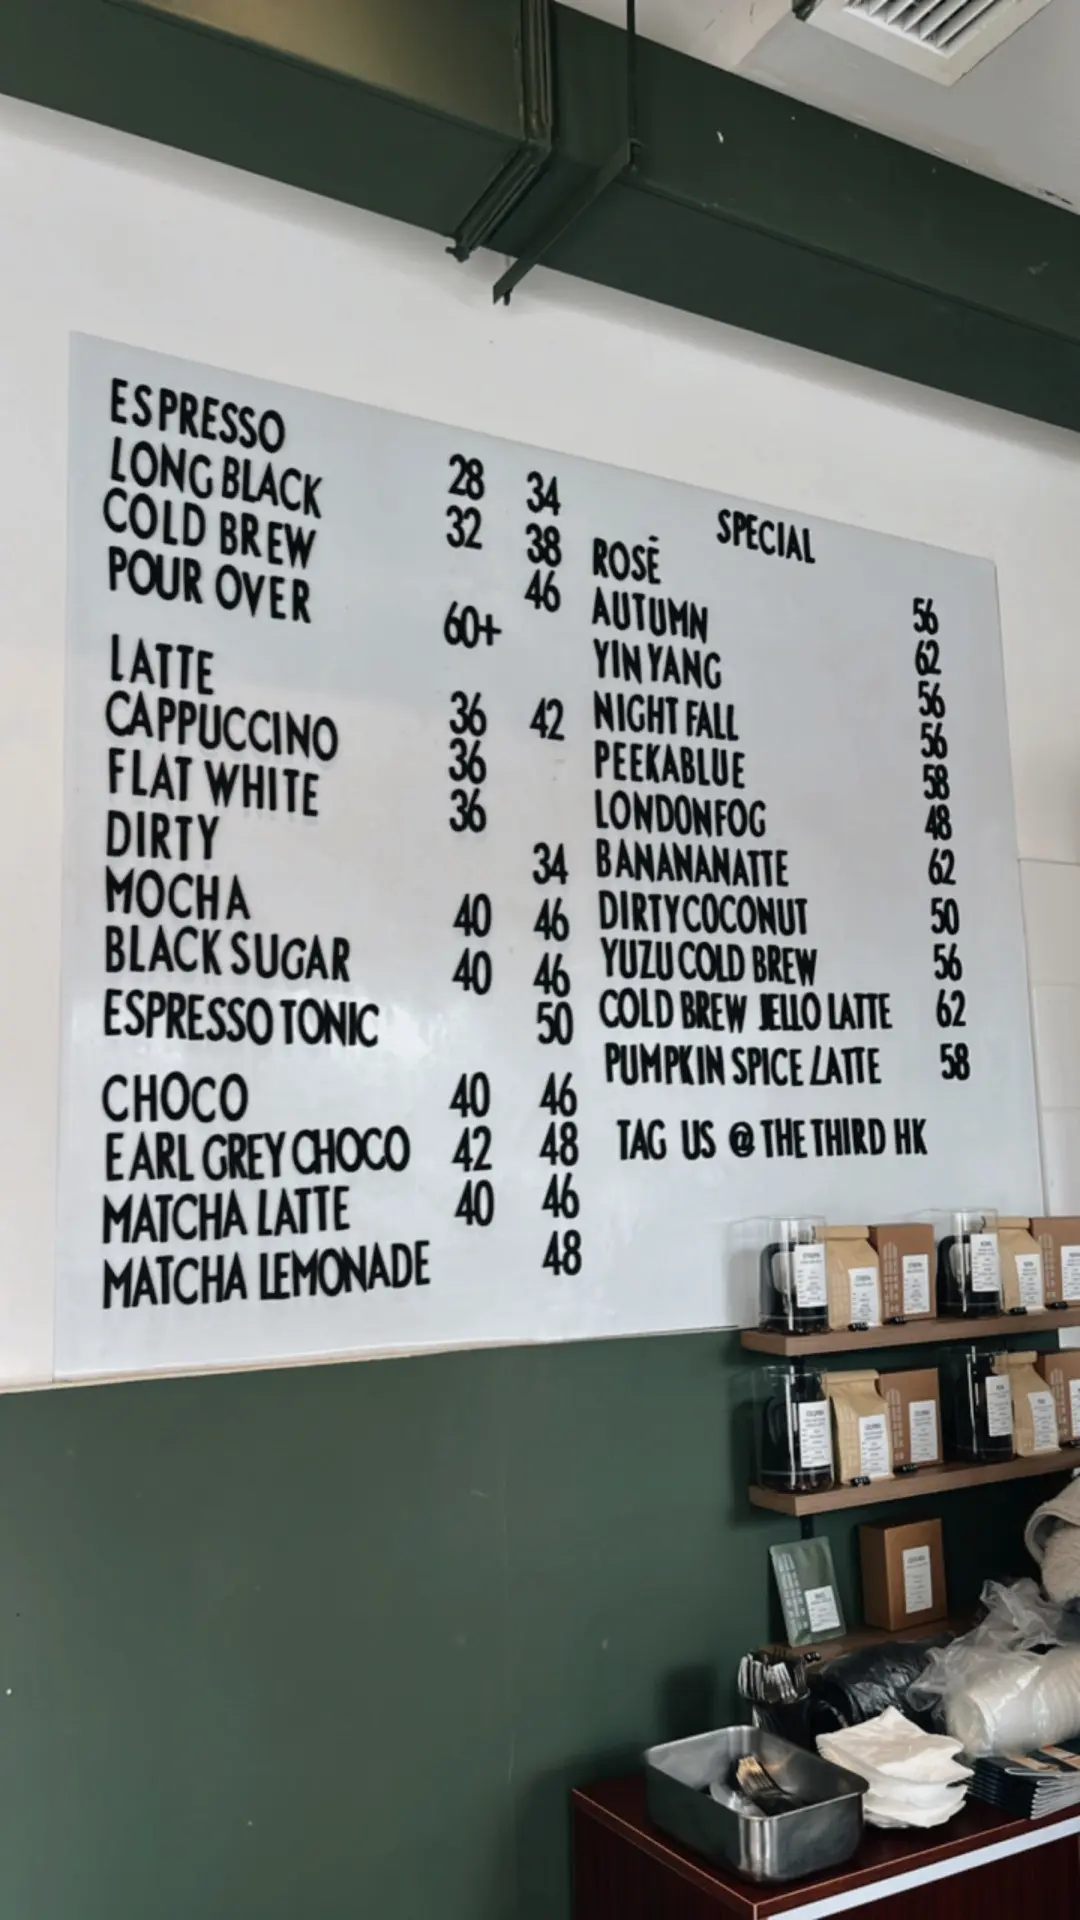 ESPRESSO 28 34
LONG BLACK 32 38
COLD BREW 46
POUR OVER 60+
LATTE 36 42
CAPPUCCINO 36
FLAT WHITE 36
DIRTY 34
MOCHA 40 46
BLACK SUGAR 40 46
ESPRESSO TONIC 50
CHOCO 40 46
EARL GREY CHOCO 42 48
MATCHA LATTE 40 46
MATCHA LEMONADE 48
SPECIAL
ROSĒ 56
AUTUMN 62
YIN YANG 56
NIGHT FALL 56
PEEKABLUE 58
LONDONFOG 48
BANANANATTE 62
DIRTYCOCONUT 50
YUZU COLD BREW 56
COLD BREW JELLO LATTE 62
PUMPKIN SPICE LATTE 58
TAG US @ THE THIRD HK